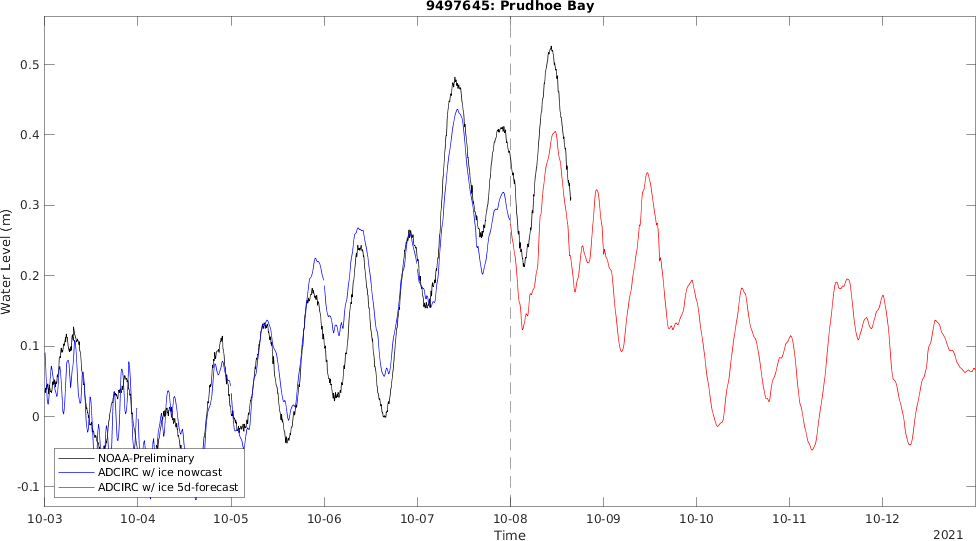 9497645: Prudhoe Bay
Water Level (m)
0.5
0.4
0.3
0.2
0.1
0
-0.1
NOAA-Preliminary
ADCIRC w/ ice nowcast
ADCIRC w/ ice 5d-forecast
10-03 10-04 10-05 10-06 10-07 10-08 10-09 10-10 10-11 10-12
Time
2021